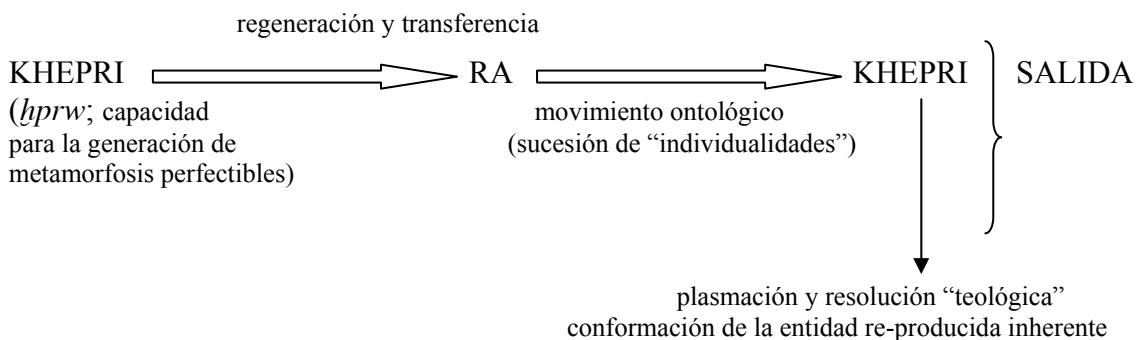 regeneración y transferencia
KHEPRI RA KHEPRI SALIDA
(ḫprw; capacidad
para la generación de
metamorfosis perfectibles)
movimiento ontológico
(sucesión de “individualidades”)
plasmación y resolución “teológica”
conformación de la entidad re-producida inherente